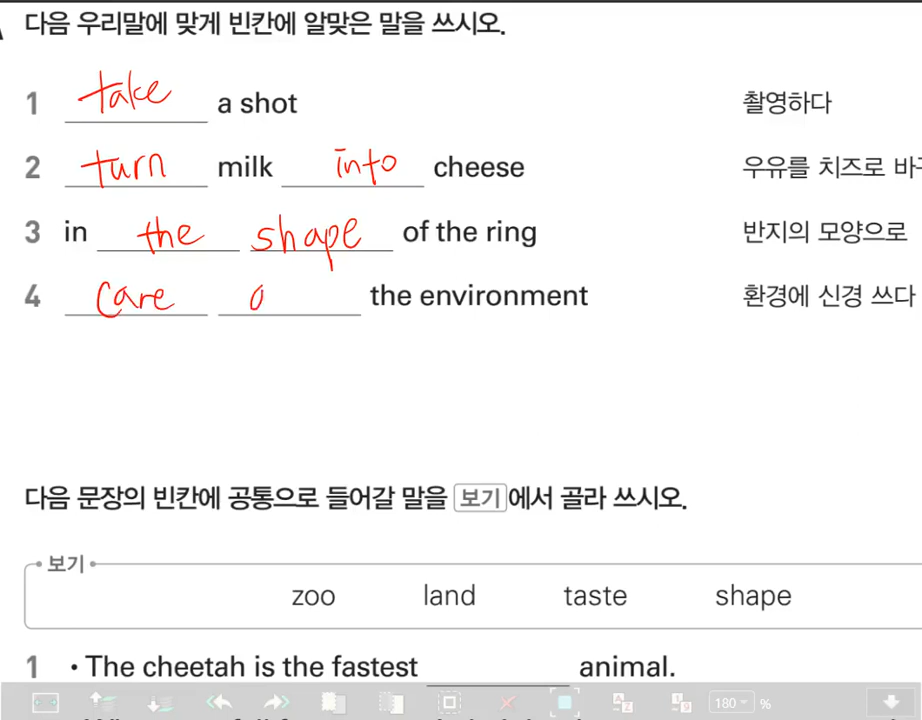 다음 우리말에 맞게 빈칸에 알맞은 말을 쓰시오.
1 take a shot 촬영하다
2 turn milk into cheese 우유를 치즈로
3 in the shape of the ring 반지의 모양으로
4 care the environment 환경에 신경 쓰다
다음 문장의 빈칸에 공통으로 들어갈 말을 보기에서 골라 쓰시오.
보기
zoo land taste shape
1 • The cheetah is the fastest animal.
180 %